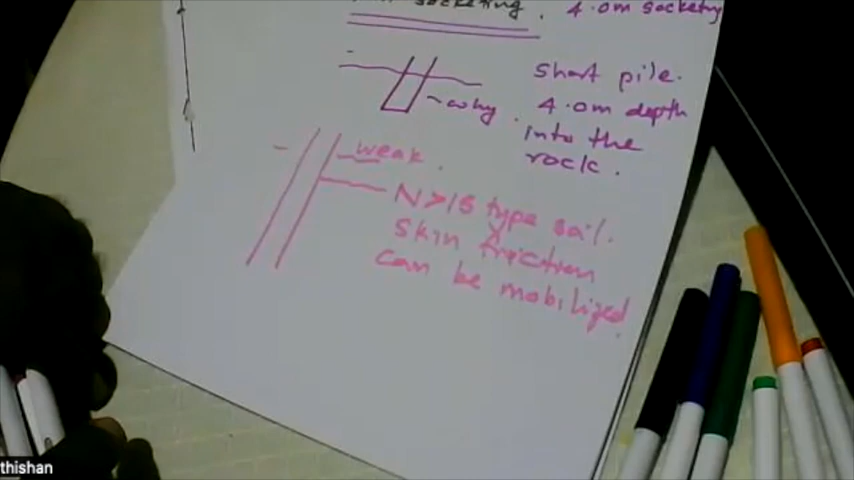 socketing. 4.0m socketry
Short pile.
why. 4.0m depth
into the
rock.
weak.
N>15 type soil.
Skin friction
can be mobilized.
thishan